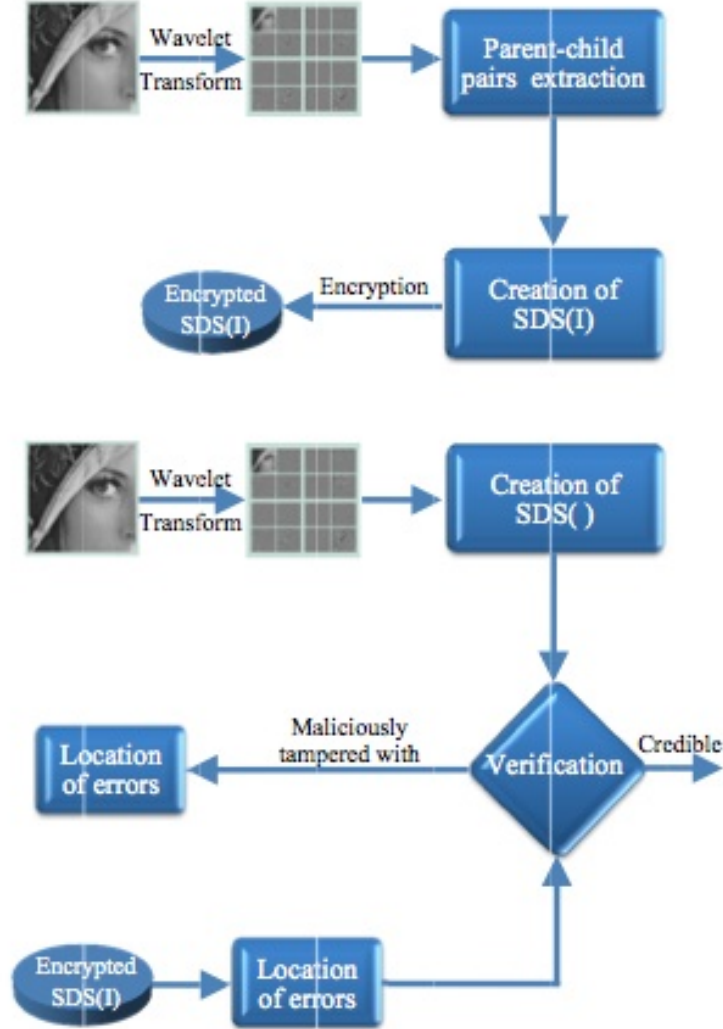 Wavelet
Transform
Parent-child
pairs extraction
Encrypted
SDS(I)
Encryption
Creation of
SDS(I)
Wavelet
Transform
Creation of
SDS( )
Maliciously
tampered with
Location
of errors
Verification
Credible
Encrypted
SDS(I)
Location
of errors